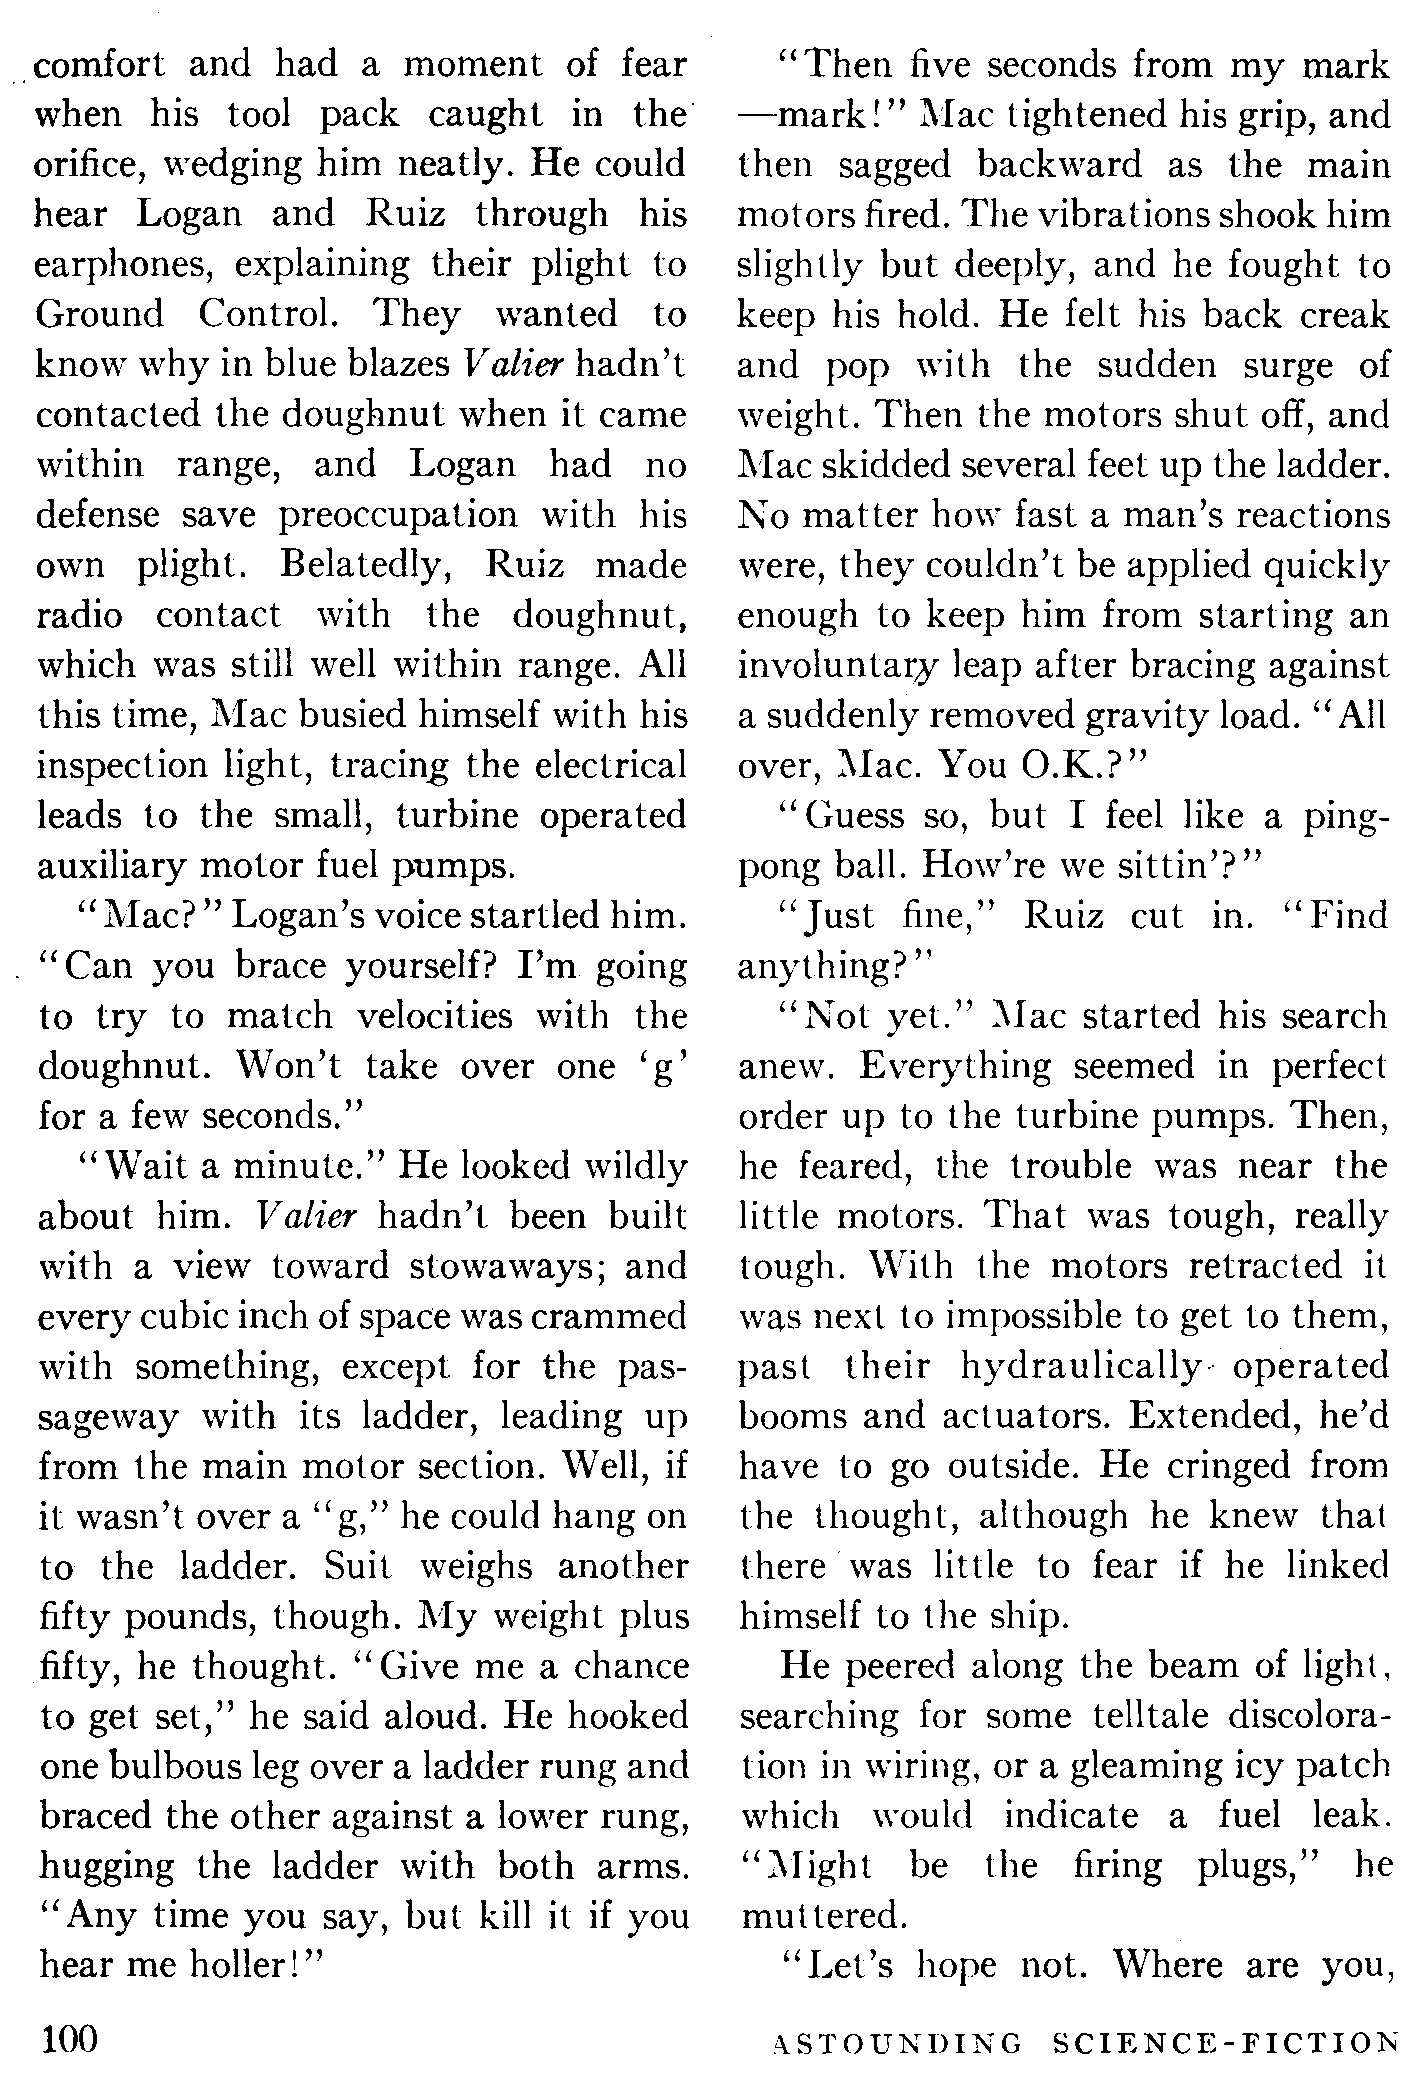 comfort and had a moment of fear
when his tool pack caught in the
orifice, wedging him neatly. He could
hear Logan and Ruiz through his
earphones, explaining their plight to
Ground Control. They wanted to
know why in blue blazes Valier hadn't
contacted the doughnut when it came
within range, and Logan had no
defense save preoccupation with his
own plight. Belatedly, Ruiz made
radio contact with the doughnut,
which was still well within range. All
this time, Mac busied himself with his
inspection light, tracing the electrical
leads to the small, turbine operated
auxiliary motor fuel pumps.
"Mac?" Logan's voice startled him.
"Can you brace yourself? I'm going
to try to match velocities with the
doughnut. Won't take over one 'g'
for a few seconds."
"Wait a minute." He looked wildly
about him. Valier hadn't been built
with a view toward stowaways; and
every cubic inch of space was crammed
with something, except for the pas-
sageway with its ladder, leading up
from the main motor section. Well, if
it wasn't over a "g," he could hang on
to the ladder. Suit weighs another
fifty pounds, though. My weight plus
fifty, he thought. "Give me a chance
to get set," he said aloud. He hooked
one bulbous leg over a ladder rung and
braced the other against a lower rung,
hugging the ladder with both arms.
"Any time you say, but kill it if you
hear me holler!"
"Then five seconds from my mark
—mark!" Mac tightened his grip, and
then sagged backward as the main
motors fired. The vibrations shook him
slightly but deeply, and he fought to
keep his hold. He felt his back creak
and pop with the sudden surge of
weight. Then the motors shut off, and
Mac skidded several feet up the ladder.
No matter how fast a man's reactions
were, they couldn't be applied quickly
enough to keep him from starting an
involuntary leap after bracing against
a suddenly removed gravity load. "All
over, Mac. You O.K.?"
"Guess so, but I feel like a ping-
pong ball. How're we sittin'?"
"Just fine," Ruiz cut in. "Find
anything?"
"Not yet." Mac started his search
anew. Everything seemed in perfect
order up to the turbine pumps. Then,
he feared, the trouble was near the
little motors. That was tough, really
tough. With the motors retracted it
was next to impossible to get to them,
past their hydraulically operated
booms and actuators. Extended, he'd
have to go outside. He cringed from
the thought, although he knew that
there was little to fear if he linked
himself to the ship.
He peered along the beam of light,
searching for some telltale discolora-
tion in wiring, or a gleaming icy patch
which would indicate a fuel leak.
"Might be the firing plugs," he
muttered.
"Let's hope not. Where are you,
100
ASTOUNDING SCIENCE-FICTION